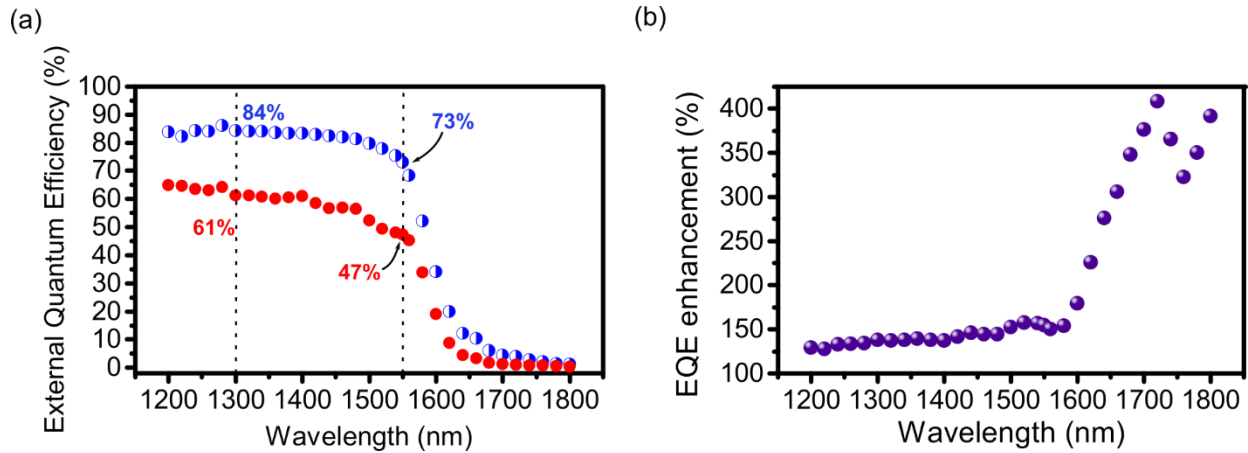 (a)
External Quantum Efficiency (%)
100
90
80
70
60
50
40
30
20
10
0
84%
73%
61%
47%
1200 1300 1400 1500 1600 1700 1800
Wavelength (nm)
(b)
EQE enhancement (%)
400
350
300
250
200
150
100
1200 1300 1400 1500 1600 1700 1800
Wavelength (nm)